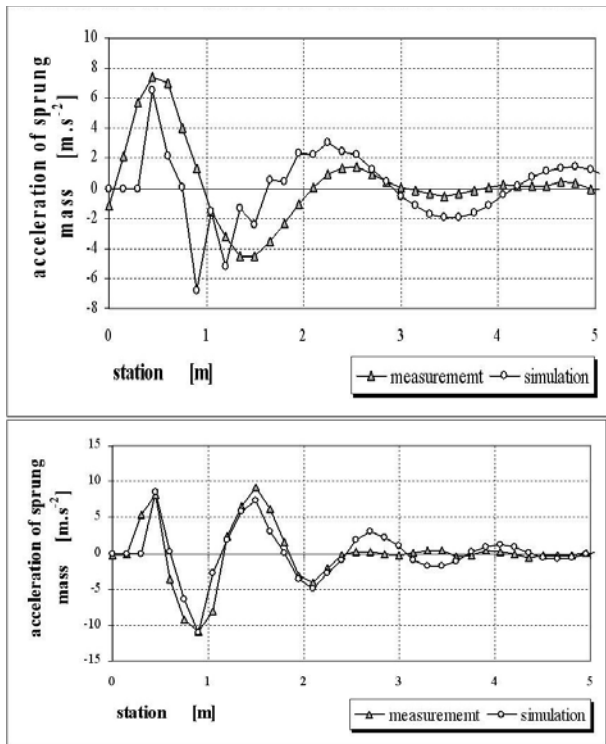 acceleration of sprung
mass [m.s-2]
10
8
6
4
2
0
-2
-4
-6
-8
0 1 2 3 4 5
station [m]
measurememt simulation
acceleration of sprung
mass [m.s-2]
15
10
5
0
-5
-10
-15
0 1 2 3 4 5
station [m]
measurememt simulation